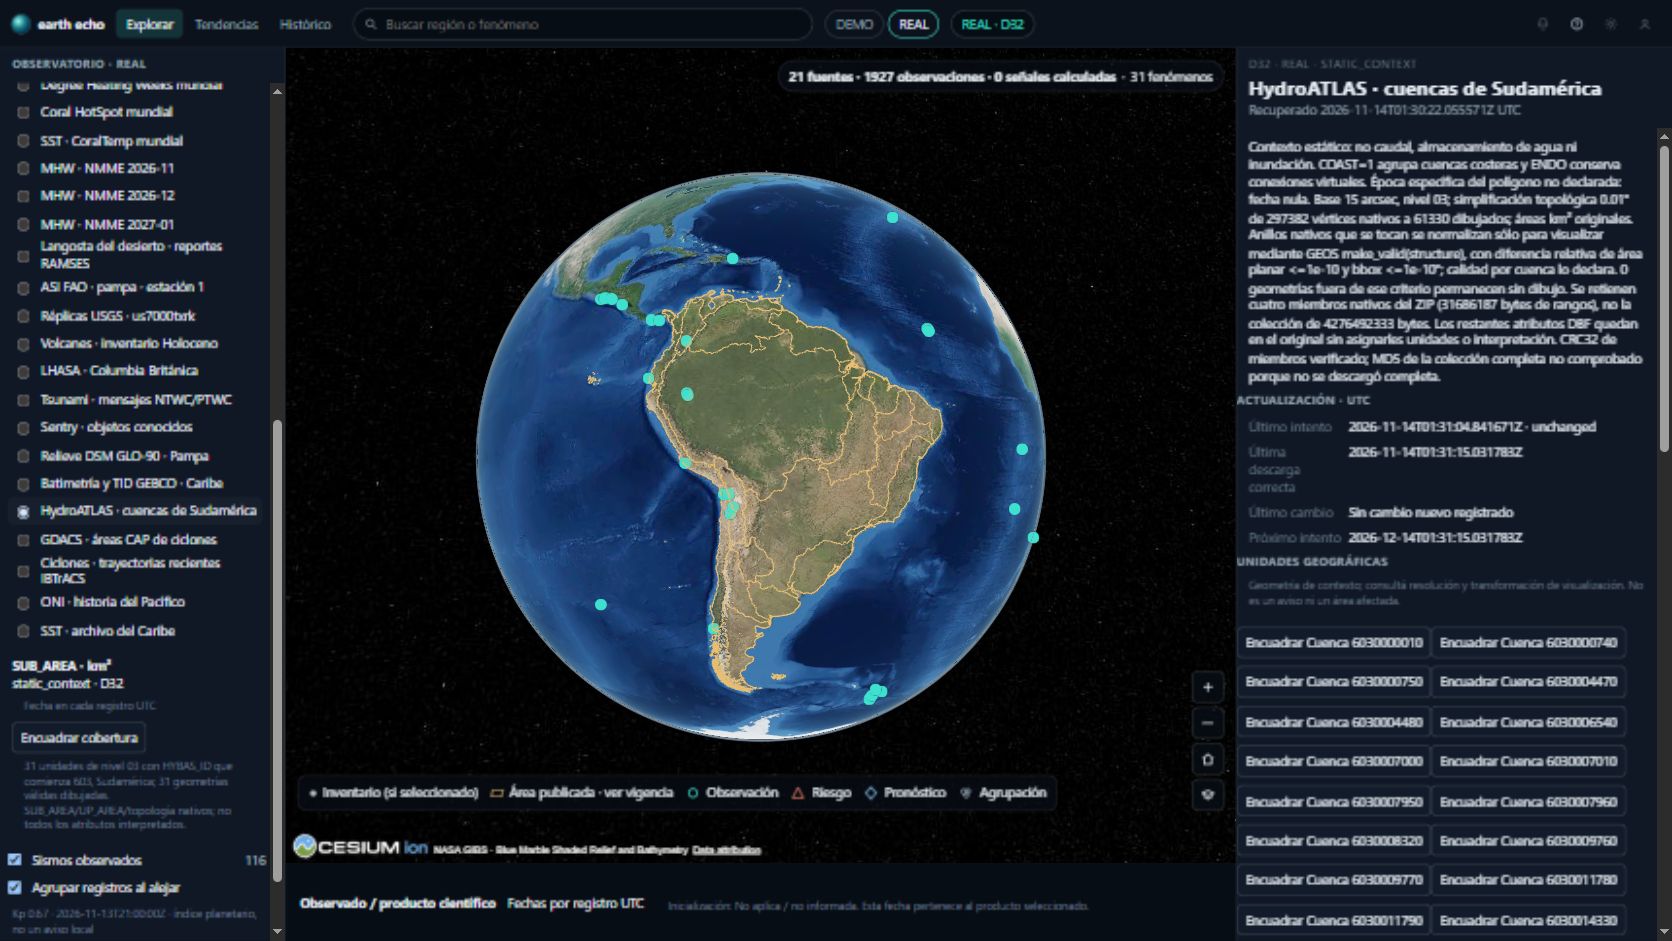 earth echo
Explorar
Tendencias
Histórico
Buscar región o fenómeno
DEMO
REAL
REAL · D32
OBSERVATORIO · REAL
Degree Heating Weeks mundial
Coral HotSpot mundial
SST · CoralTemp mundial
MHW · NMME 2026-11
MHW · NMME 2026-12
MHW · NMME 2027-01
Langosta del desierto · reportes
RAMSES
ASI FAO · pampa · estación 1
Réplicas USGS · us7000txrk
Volcanes · inventario Holoceno
LHASA · Columbia Británica
Tsunami · mensajes NTWC/PTWC
Sentry · objetos conocidos
Relieve DSM GLO-90 · Pampa
Batimetría y TID GEBCO · Caribe
HydroATLAS · cuencas de Sudamérica
GDACS · áreas CAP de ciclones
Ciclones · trayectorias recientes
IBTrACS
ONI · historia del Pacífico
SST · archivo del Caribe
SUB_AREA · km²
static_context · D32
Fecha en cada registro UTC
Encuadrar cobertura
31 unidades de nivel 03 con HYBAS_ID que
comienza 603, Sudamérica; 31 geometrías
válidas dibujadas.
SUB_AREA/UP_AREA/topología nativos; no
todos los atributos interpretados.
Sismos observados 116
Agrupar registros al alejar
Kp 0.67 · 2026-11-13T21:00:00Z · índice planetario,
no un aviso local
21 fuentes · 1927 observaciones · 0 señales calculadas · 31 fenómenos
+
−
Inventario (si seleccionado)
Área publicada · ver vigencia
Observación
Riesgo
Pronóstico
Agrupación
CESIUM ion
NASA GIBS · Blue Marble Shaded Relief and Bathymetry Data attribution
Observado / producto científico
Fechas por registro UTC
Inicialización: No aplica / no informada. Esta fecha pertenece al producto seleccionado.
D32 · REAL · STATIC_CONTEXT
HydroATLAS · cuencas de Sudamérica
Recuperado 2026-11-14T01:30:22.055571Z UTC
Contexto estático: no caudal, almacenamiento de agua ni
inundación. COAST=1 agrupa cuencas costeras y ENDO conserva
conexiones virtuales. Época específica del polígono no declarada:
fecha nula. Base 15 arcsec, nivel 03; simplificación topológica 0.01°
de 297382 vértices nativos a 61330 dibujados; áreas km² originales.
Anillos nativos que se tocan se normalizan sólo para visualizar
mediante GEOS make_valid(structure), con diferencia relativa de área
planar <=1e-10 y bbox <=1e-10°; calidad por cuenca lo declara. 0
geometrías fuera de ese criterio permanecen sin dibujo. Se retienen
cuatro miembros nativos del ZIP (31686187 bytes de rangos), no la
colección de 4276492333 bytes. Los restantes atributos DBF quedan
en el original sin asignarles unidades o interpretación. CRC32 de
miembros verificado; MD5 de la colección completa no comprobado
porque no se descargó completa.
ACTUALIZACIÓN · UTC
Último intento 2026-11-14T01:31:04.841671Z · unchanged
Última
descarga
correcta
2026-11-14T01:31:15.031783Z
Último cambio Sin cambio nuevo registrado
Próximo intento 2026-12-14T01:31:15.031783Z
UNIDADES GEOGRÁFICAS
Geometría de contexto; consultá resolución y transformación de visualización. No
es un aviso ni un área afectada.
Encuadrar Cuenca 6030000010
Encuadrar Cuenca 6030000740
Encuadrar Cuenca 6030000750
Encuadrar Cuenca 6030004470
Encuadrar Cuenca 6030004480
Encuadrar Cuenca 6030006540
Encuadrar Cuenca 6030007000
Encuadrar Cuenca 6030007010
Encuadrar Cuenca 6030007950
Encuadrar Cuenca 6030007960
Encuadrar Cuenca 6030008320
Encuadrar Cuenca 6030009760
Encuadrar Cuenca 6030009770
Encuadrar Cuenca 6030011780
Encuadrar Cuenca 6030011790
Encuadrar Cuenca 6030014330